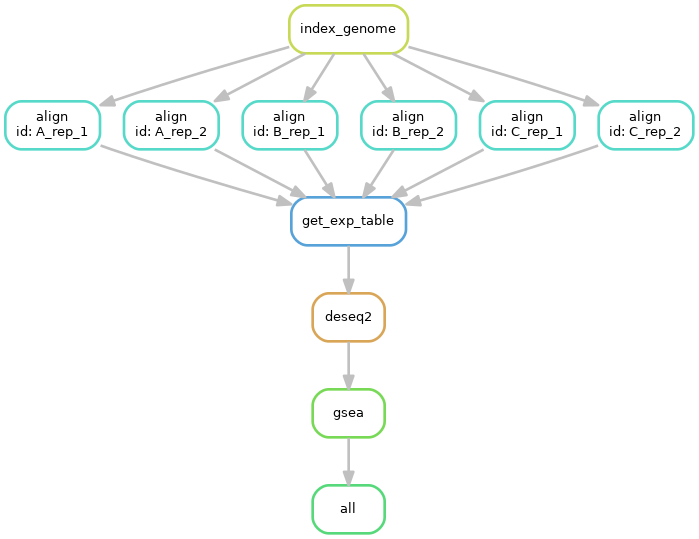 index_genome
align
id: A_rep_1
align
id: A_rep_2
align
id: B_rep_1
align
id: B_rep_2
align
id: C_rep_1
align
id: C_rep_2
get_exp_table
deseq2
gsea
all